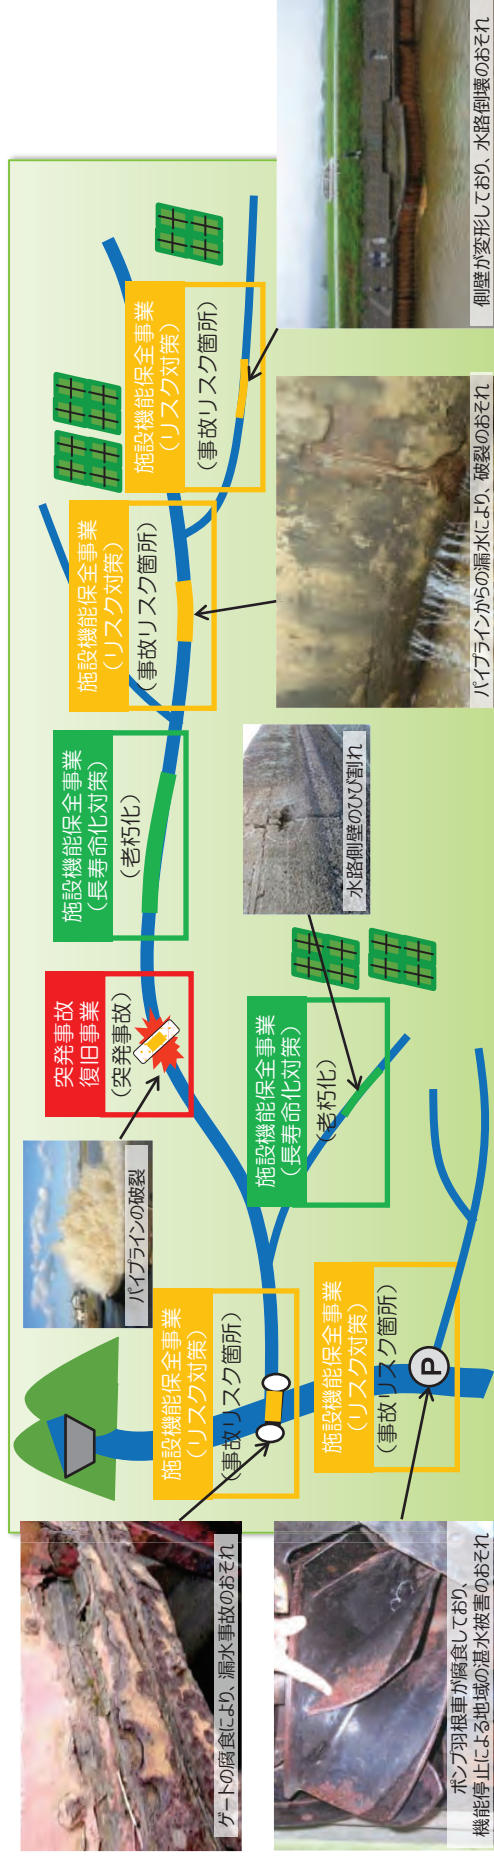 ゲートの腐食により、漏水事故のおそれ
パイプラインの破裂
施設機能保全事業
（リスク対策）
（事故リスク箇所）
突発事故
復旧事業
（突発事故）
施設機能保全事業
（長寿命化対策）
（老朽化）
施設機能保全事業
（リスク対策）
（事故リスク箇所）
施設機能保全事業
（リスク対策）
（事故リスク箇所）
施設機能保全事業
（リスク対策）
（事故リスク箇所）
P
施設機能保全事業
（長寿命化対策）
（老朽化）
水路側壁のひび割れ
ポンプ羽根車が腐食しており、
機能停止による地域の湛水被害のおそれ
パイプラインからの漏水により、破裂のおそれ
側壁が変形しており、水路倒壊のおそれ